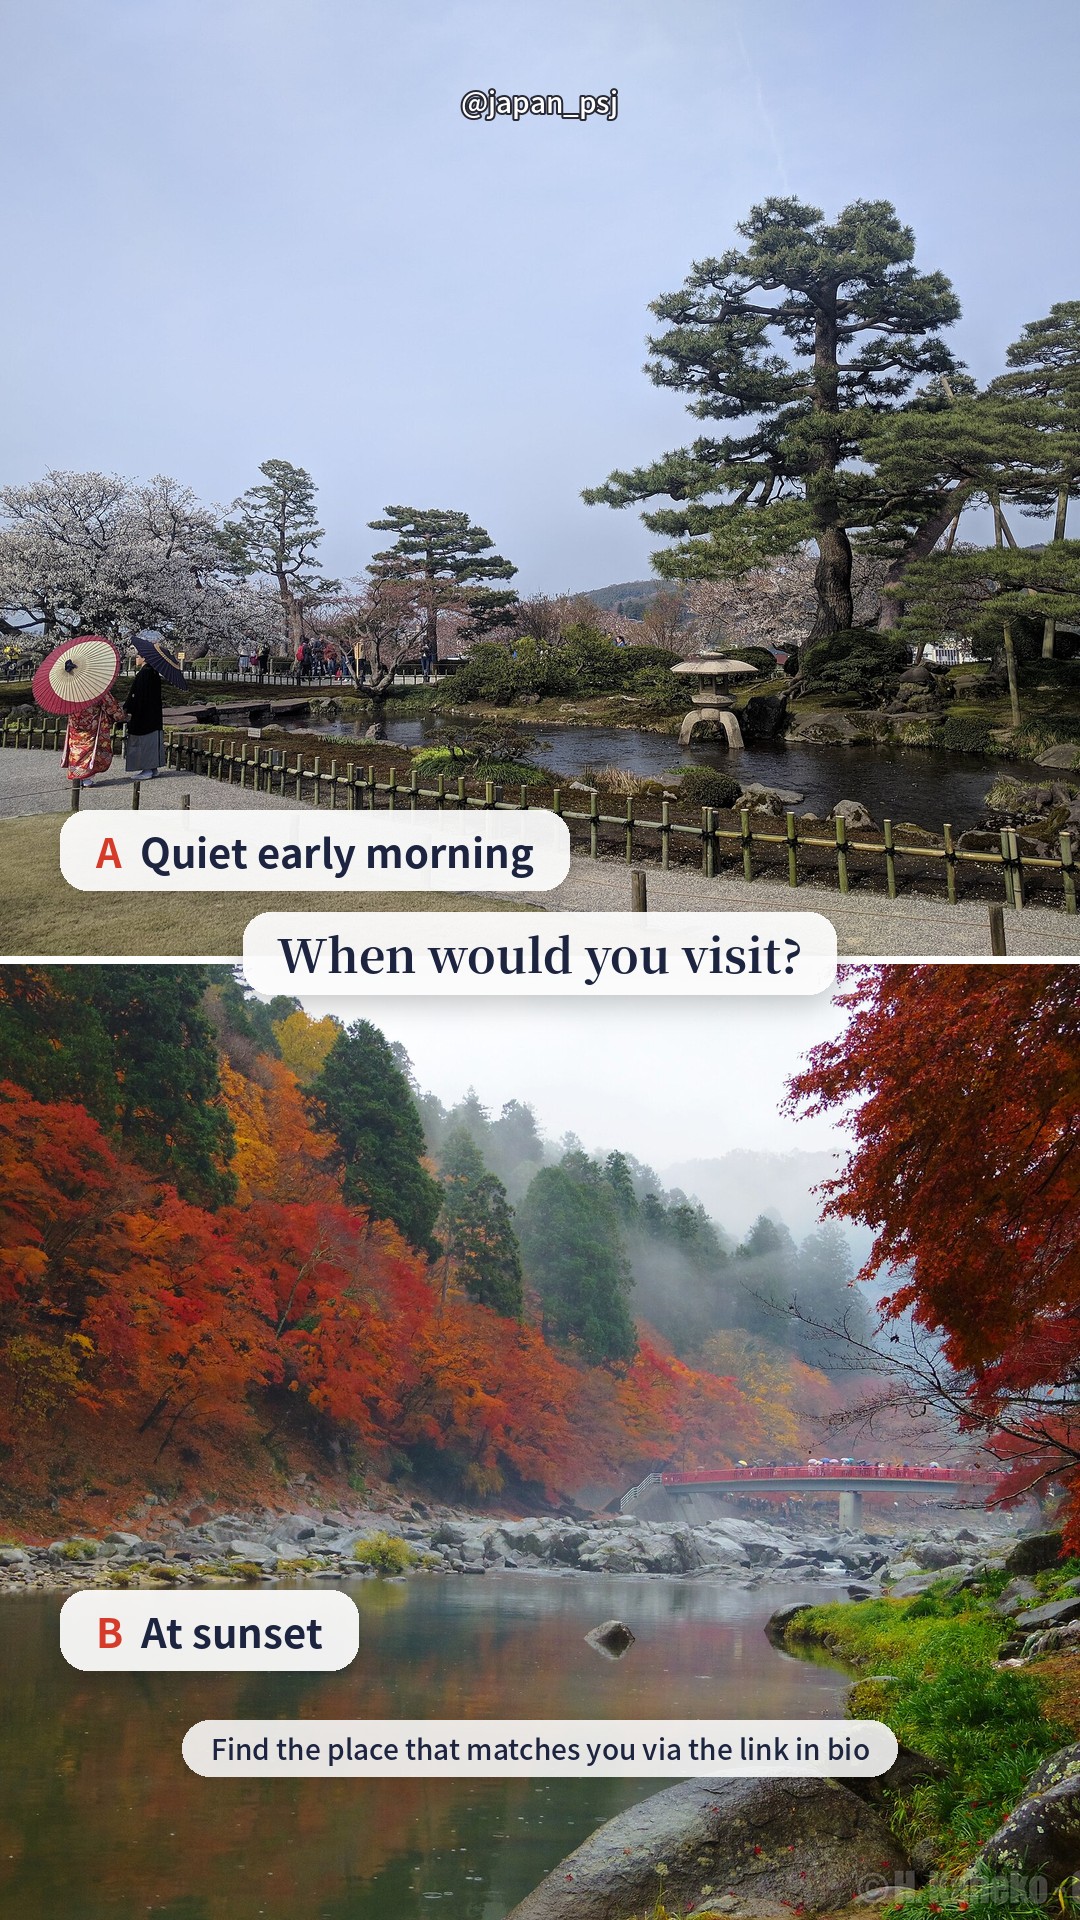 @japan_psj
A Quiet early morning
When would you visit?
B At sunset
Find the place that matches you via the link in bio
© H.Kaneko